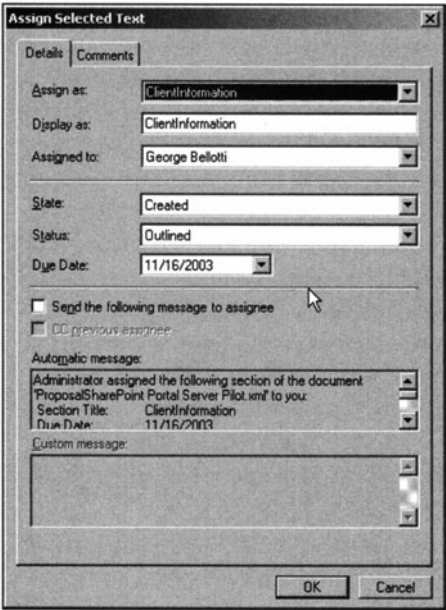 Assign Selected Text
Details Comments
Assign as: ClientInformation
Display as: ClientInformation
Assigned to: George Bellotti
State: Created
Status: Outlined
Due Date: 11/16/2003
Send the following message to assignee
CC previous assignee
Automatic message:
Administrator assigned the following section of the document
'ProposalSharePoint Portal Server Pilot.xml' to you:
Section Title: ClientInformation
Due Date: 11/16/2003
Custom message:
OK Cancel